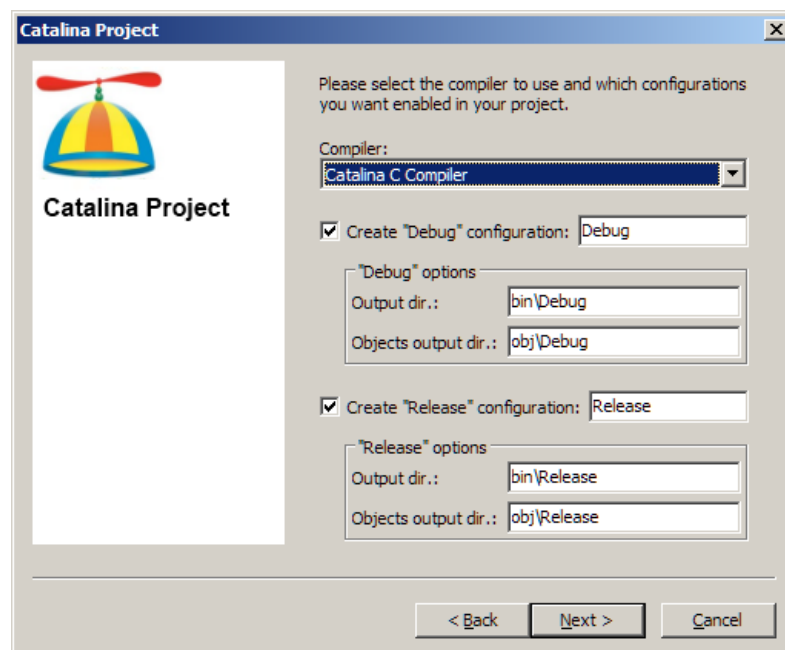 Catalina Project
Catalina Project
Please select the compiler to use and which configurations
you want enabled in your project.
Compiler:
Catalina C Compiler
Create "Debug" configuration: Debug
"Debug" options
Output dir.: bin\Debug
Objects output dir.: obj\Debug
Create "Release" configuration: Release
"Release" options
Output dir.: bin\Release
Objects output dir.: obj\Release
< Back Next > Cancel